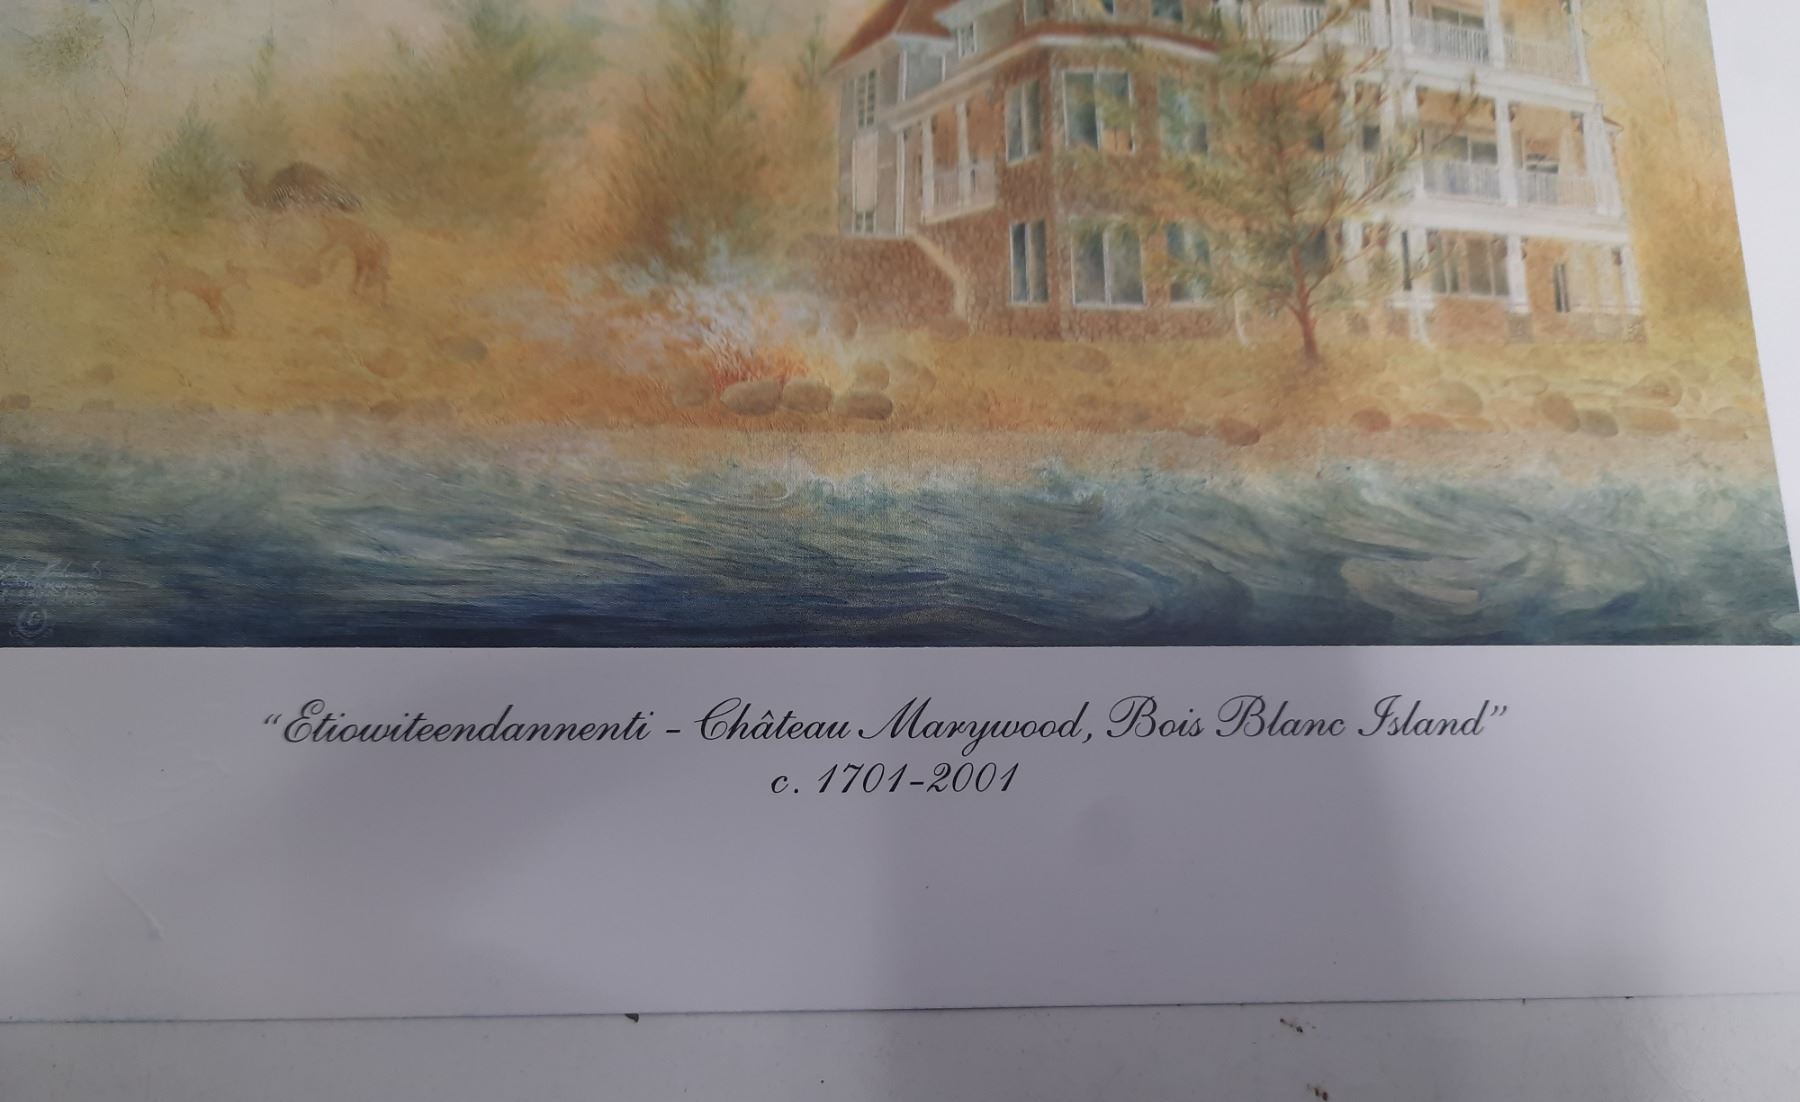 "Etiowiteendannenti - Château Marywood, Bois Blanc Island"
c. 1701-2001